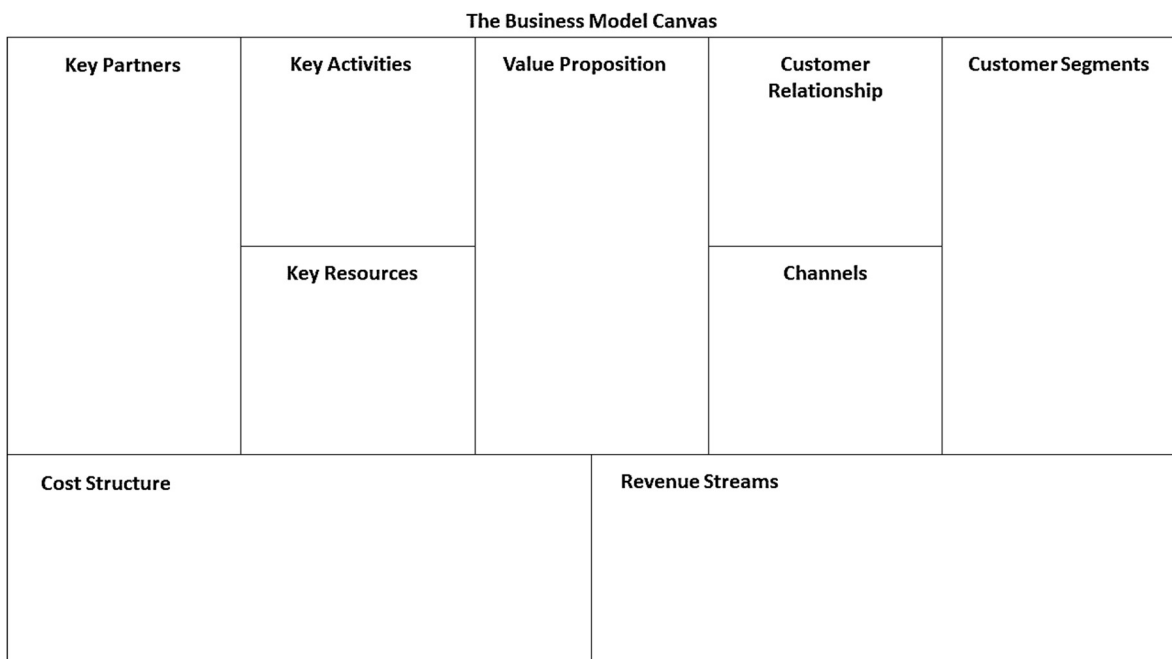 The Business Model Canvas
Key Partners
Key Activities
Value Proposition
Customer
Relationship
Customer Segments
Key Resources
Channels
Cost Structure
Revenue Streams